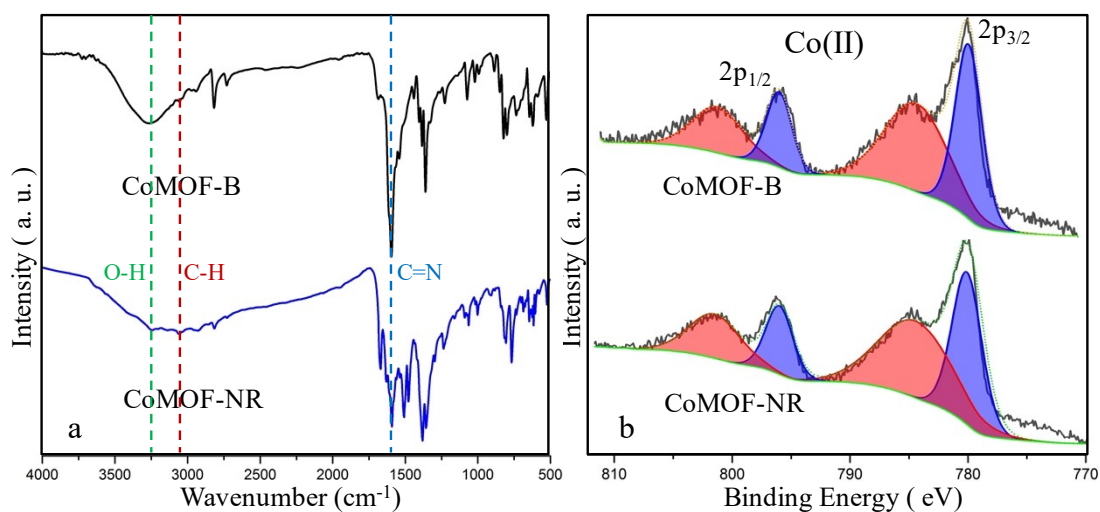 Intensity ( a. u. )
CoMOF-B
O-H
C-H
C=N
CoMOF-NR
a
4000 3500 3000 2500 2000 1500 1000 500
Wavenumber (cm⁻¹)
Intensity ( a. u. )
Co(II)
2p₃/₂
2p₁/₂
CoMOF-B
CoMOF-NR
b
810 800 790 780 770
Binding Energy ( eV)